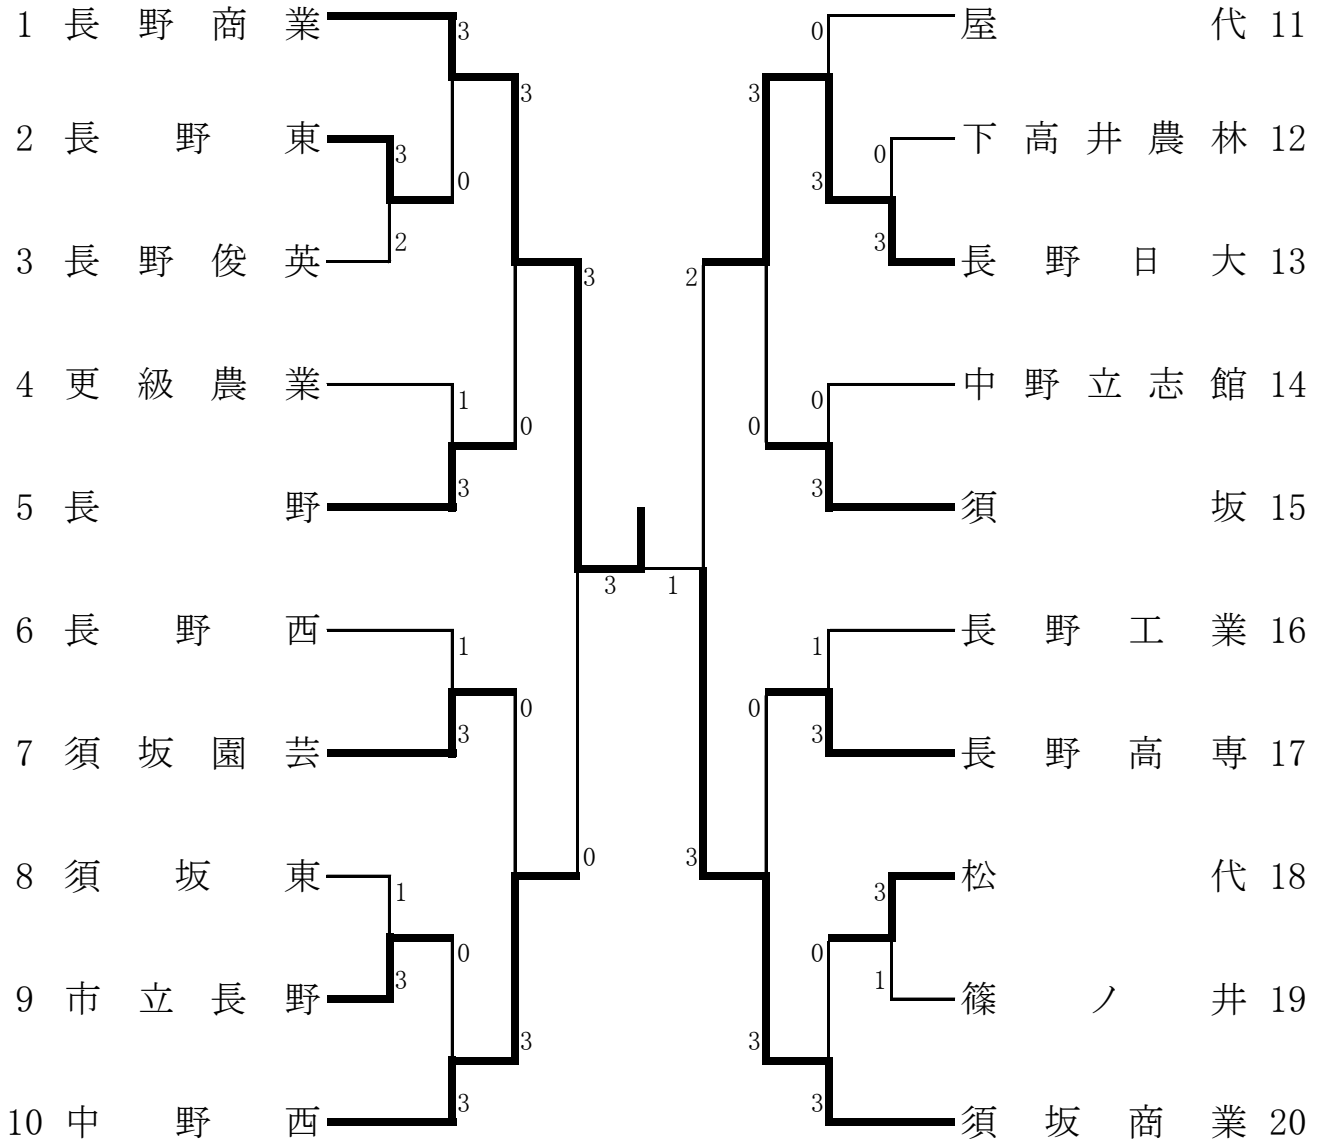 1 長野商業 3 0 屋代 11
3 3
2 長野東 3 0 下高井農林 12
0 3
3 長野俊英 2 3 長野日大 13
3 2
4 更級農業 1 0 中野立志館 14
0 0
5 長野 3 3 須坂 15
3 1
6 長野西 1 1 長野工業 16
0 0
7 須坂園芸 3 3 長野高専 17
0 3
8 須坂東 1 3 松代 18
0 0
9 市立長野 3 1 篠ノ井 19
3 3
10 中野西 3 3 須坂商業 20